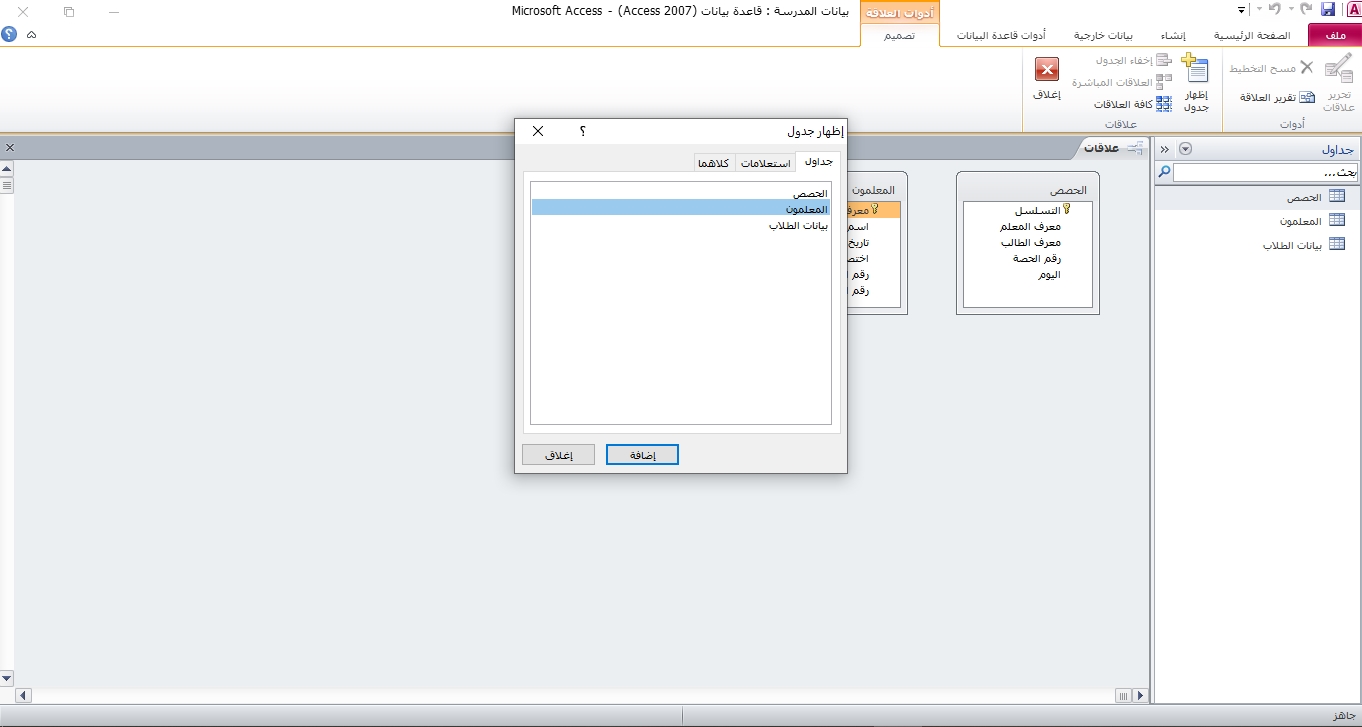 بيانات المدرسة : قاعدة بيانات (Access 2007) - Microsoft Access
أدوات العلاقة
ملف
الصفحة الرئيسية
إنشاء
بيانات خارجية
أدوات قاعدة البيانات
تصميم
تحرير علاقات
مسح التخطيط
تقرير العلاقة
أدوات
إظهار جدول
إخفاء الجدول
العلاقات المباشرة
كافة العلاقات
علاقات
إغلاق
جداول
بحث...
الحصص
المعلمون
بيانات الطلاب
علاقات
الحصص
التسلسل
معرف المعلم
معرف الطالب
رقم الحصة
اليوم
المعلمون
معرف
اسم
تاريخ
رقم
رقم
إظهار جدول
؟
جداول
استعلامات
كلاهما
الحصص
المعلمون
بيانات الطلاب
إضافة
إغلاق
جاهز